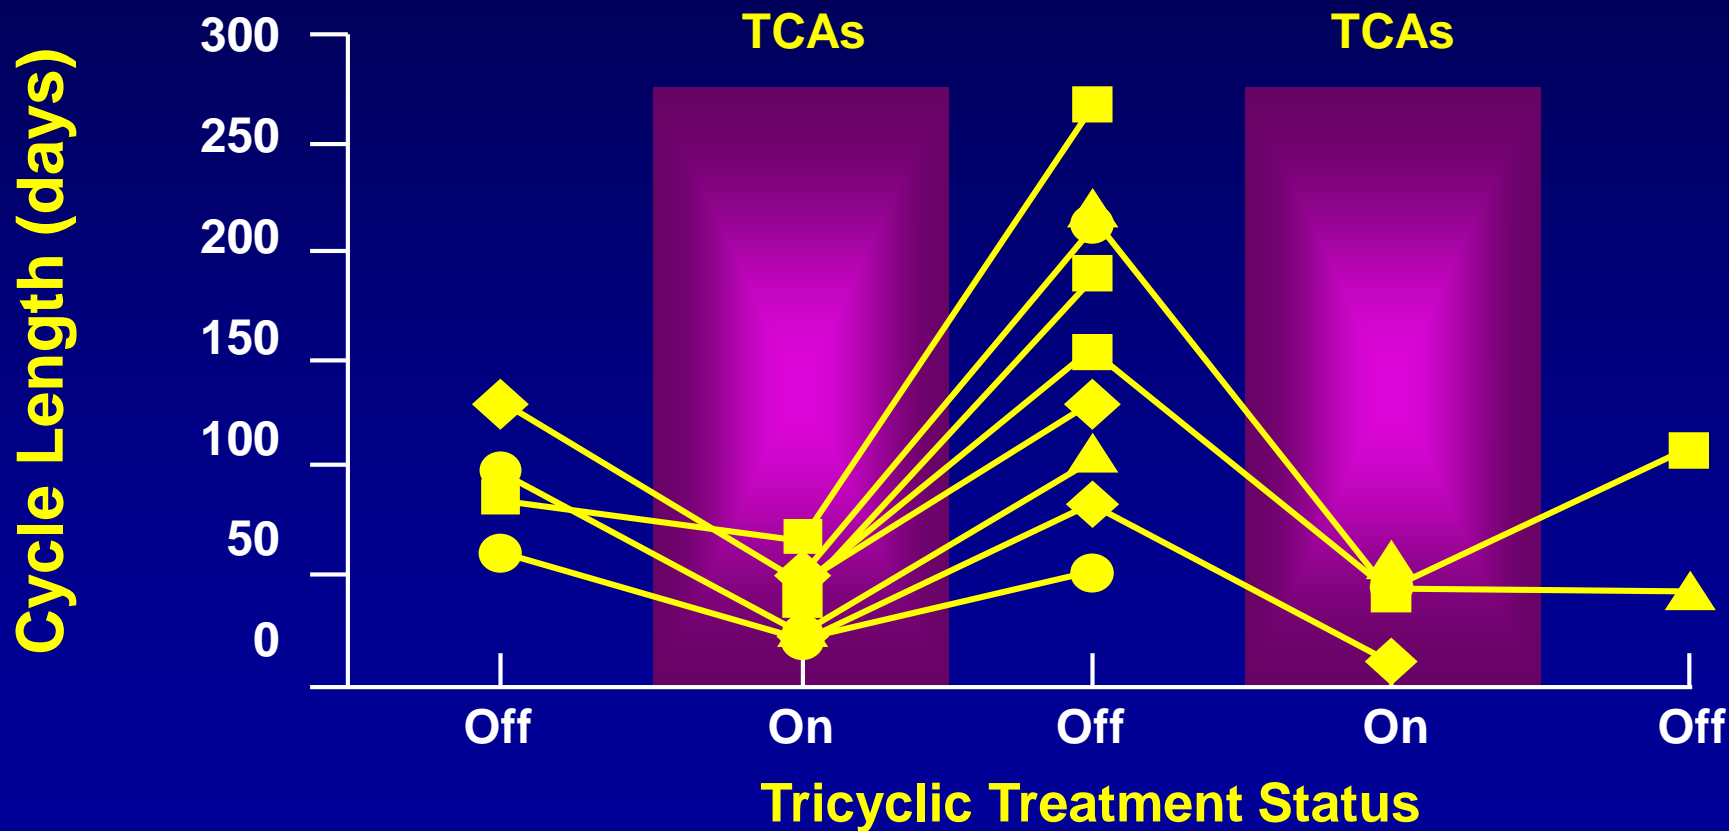 TCAs TCAs
Cycle Length (days)
300
250
200
150
100
50
0
Off On Off On Off
Tricyclic Treatment Status